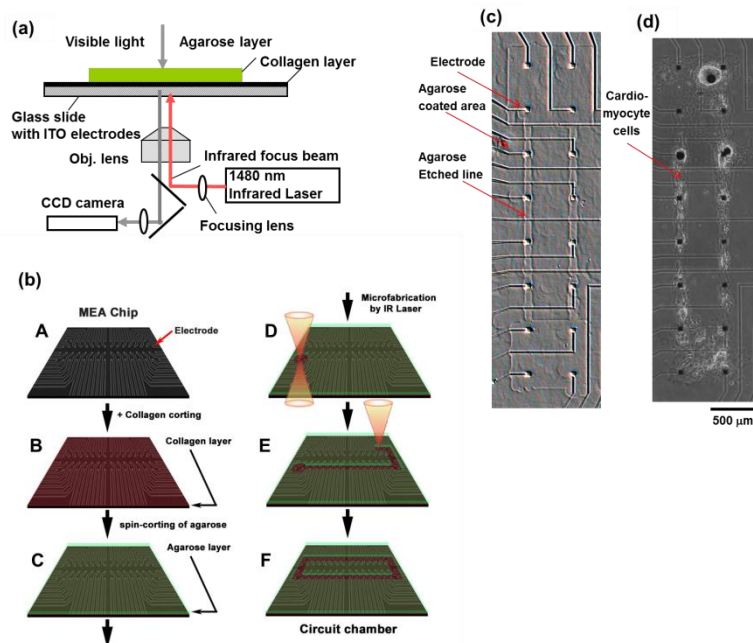 (a)
Visible light
Agarose layer
Collagen layer
Glass slide
with ITO electrodes
Obj. lens
Infrared focus beam
1480 nm
Infrared Laser
CCD camera
Focusing lens
(b)
MEA Chip
A
Electrode
+ Collagen corting
B
Collagen layer
spin-corting of agarose
C
Agarose layer
Microfabrication
by IR Laser
D
E
F
Circuit chamber
(c)
Electrode
Agarose
coated area
Agarose
Etched line
(d)
Cardio-
myocyte
cells
500 μm